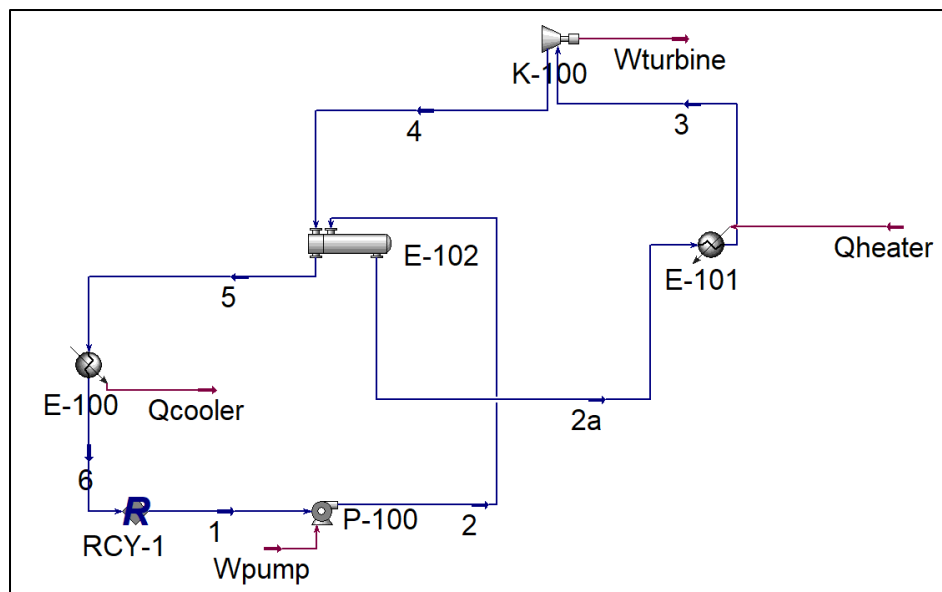 Wturbine
K-100
4
3
E-102
Qheater
E-101
5
E-100
Qcooler
2a
6
R
1
P-100
2
RCY-1
Wpump